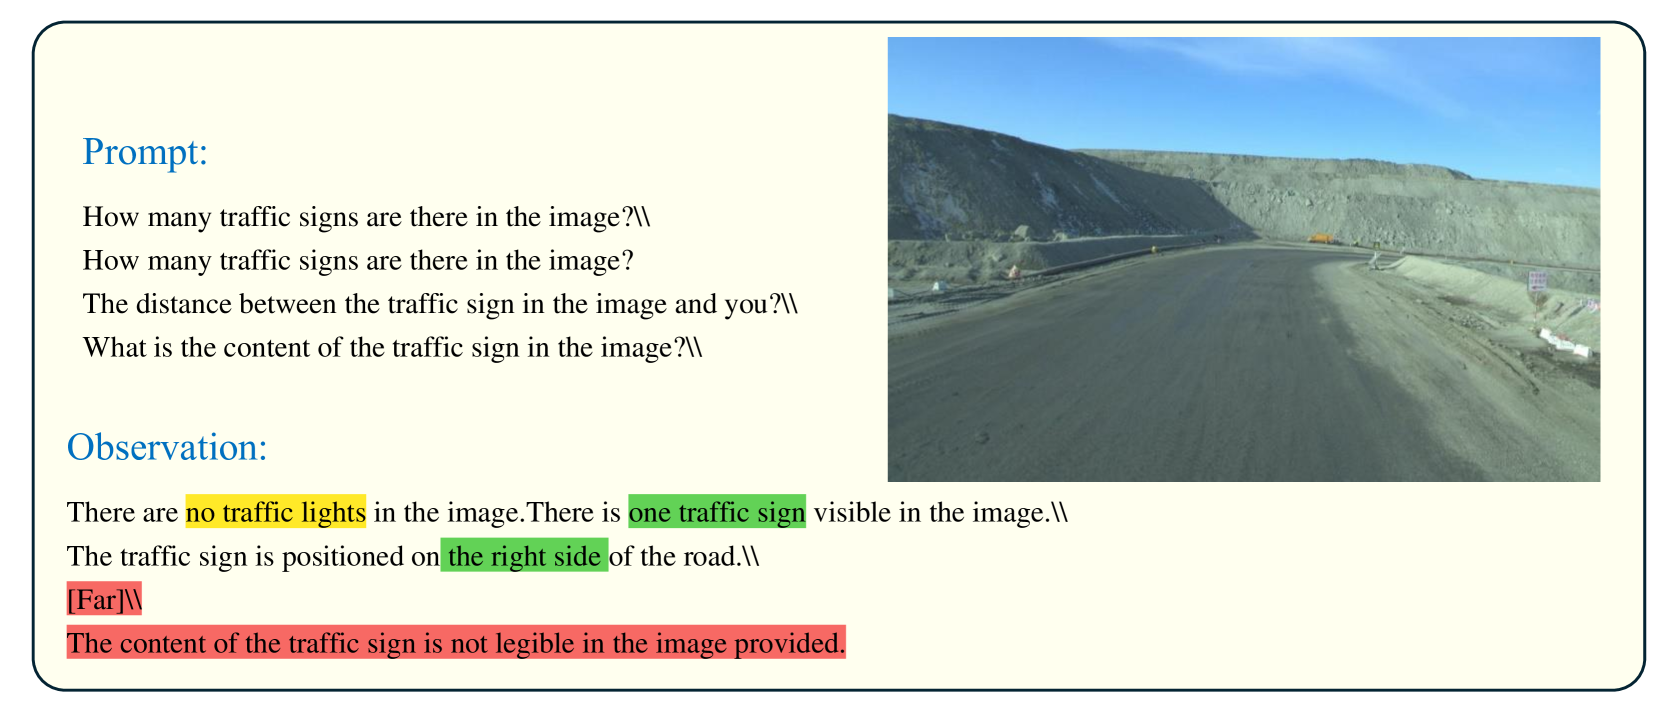 Prompt:
How many traffic signs are there in the image?\\
How many traffic signs are there in the image?
The distance between the traffic sign in the image and you?\\
What is the content of the traffic sign in the image?\\
Observation:
There are no traffic lights in the image.There is one traffic sign visible in the image.\\
The traffic sign is positioned on the right side of the road.\\
[Far]\\
The content of the traffic sign is not legible in the image provided.